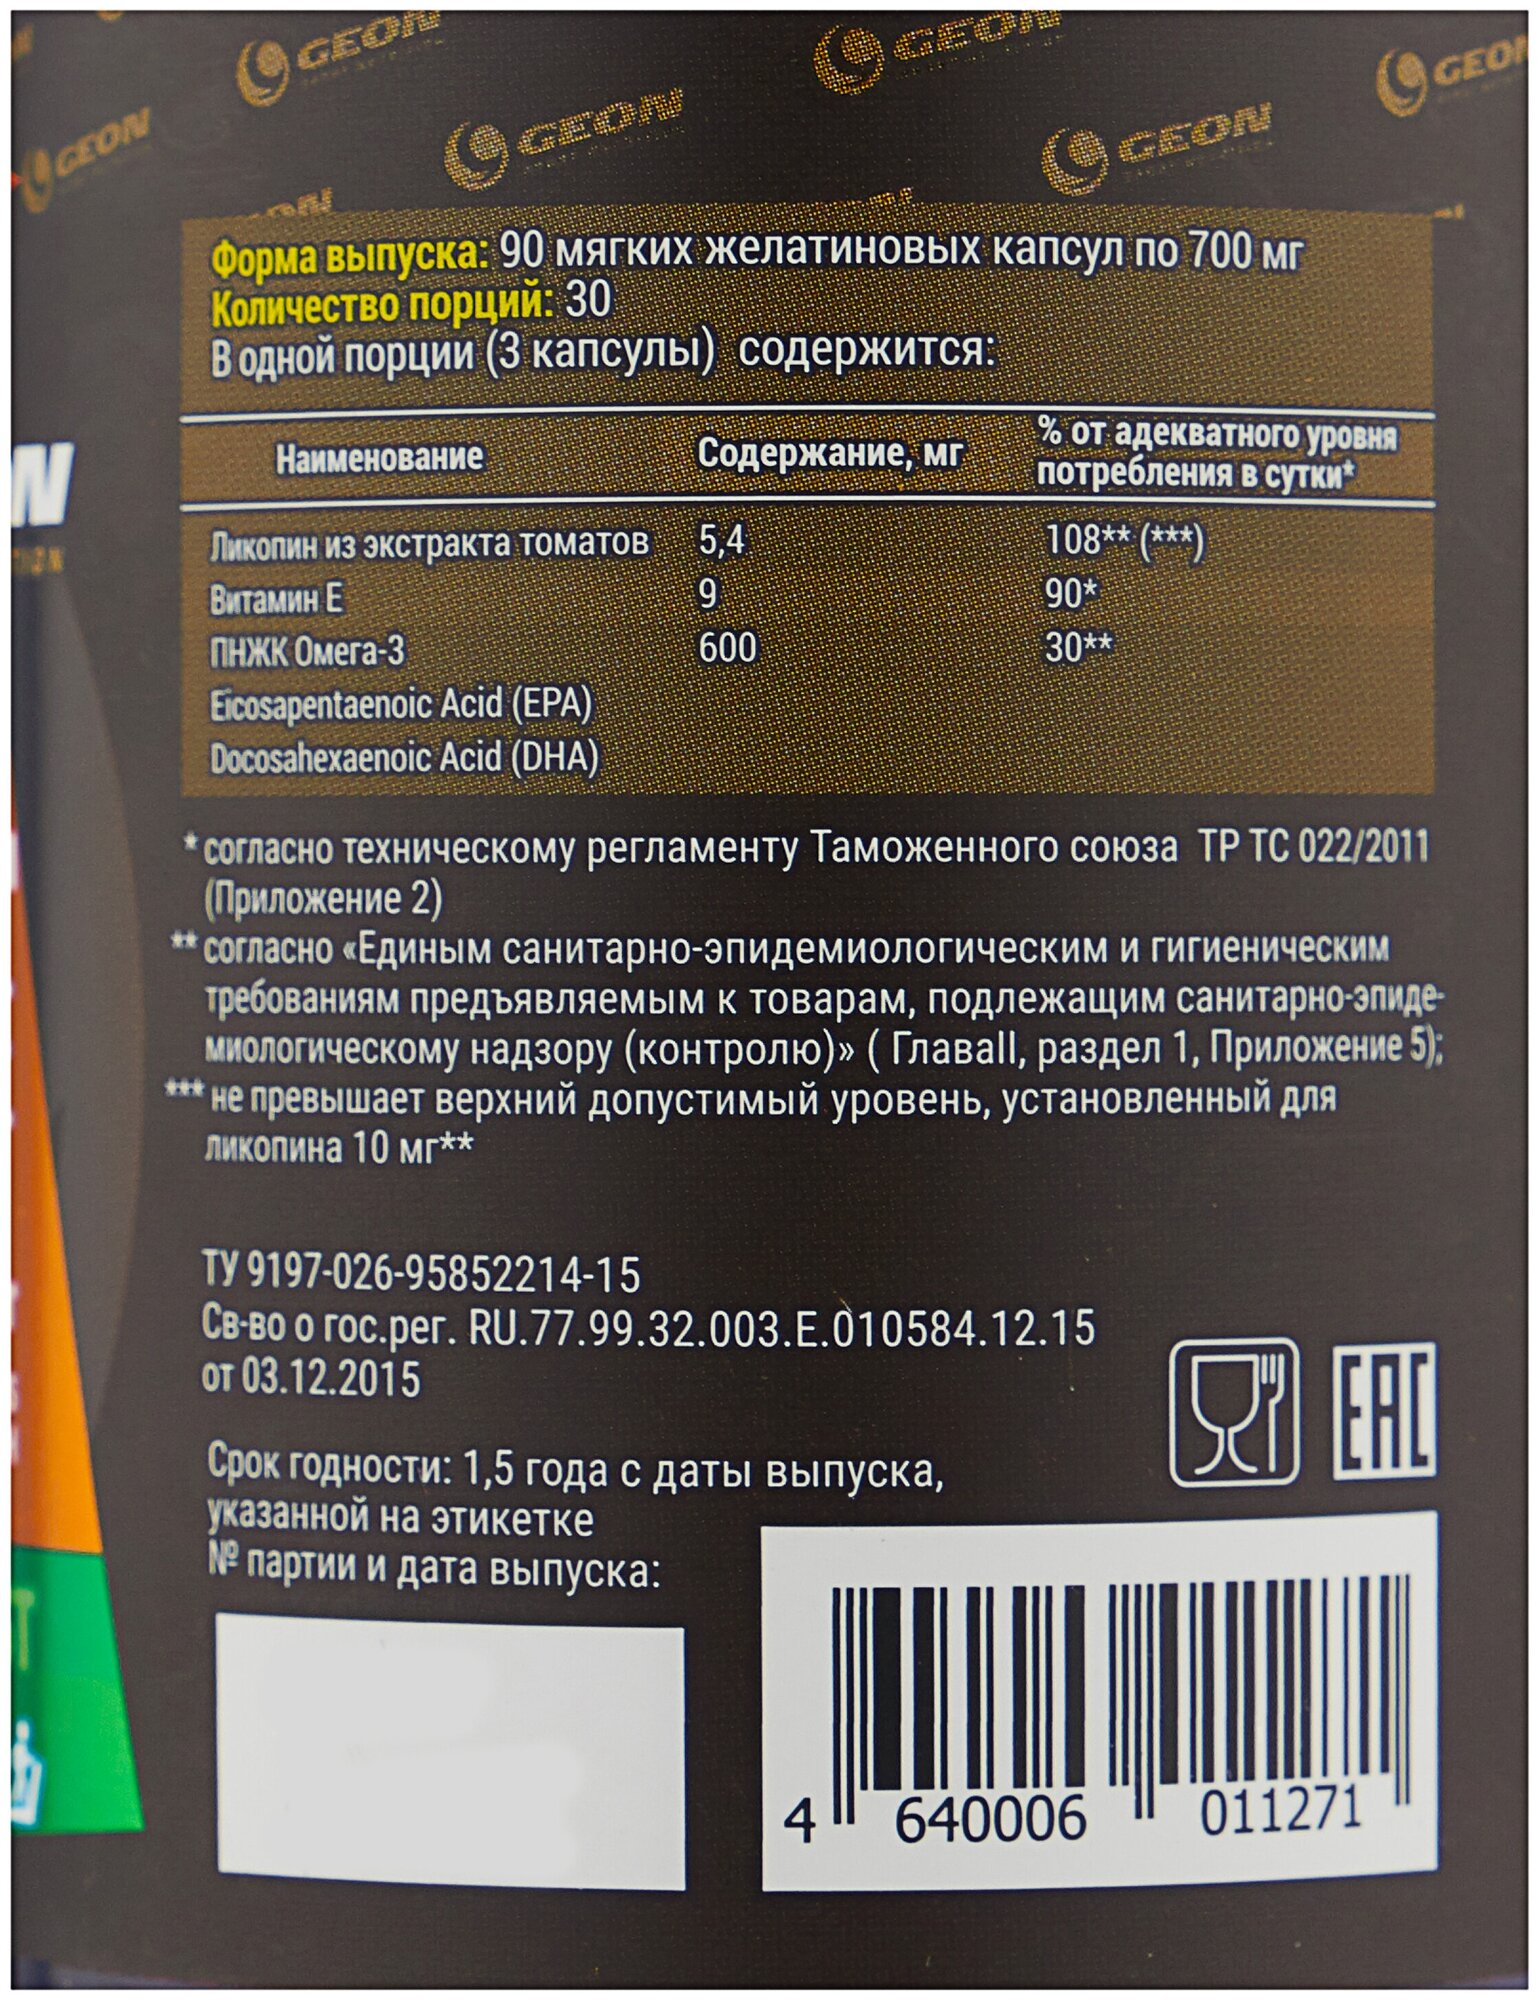 GEON
GEON
GEON
GEON
GEON
GEON
Форма выпуска: 90 мягких желатиновых капсул по 700 мг
Количество порций: 30
В одной порции (3 капсулы) содержится:
Наименование Содержание, мг % от адекватного уровня
потребления в сутки*
Ликопин из экстракта томатов 5,4 108** (***)
Витамин Е 9 90*
ПНЖК Омега-3 600 30**
Eicosapentaenoic Acid (EPA)
Docosahexaenoic Acid (DHA)
* согласно техническому регламенту Таможенного союза ТР ТС 022/2011
(Приложение 2)
** согласно «Единым санитарно-эпидемиологическим и гигиеническим
требованиям предъявляемым к товарам, подлежащим санитарно-эпиде-
миологическому надзору (контролю)» ( ГлаваII, раздел 1, Приложение 5);
*** не превышает верхний допустимый уровень, установленный для
ликопина 10 мг**
ТУ 9197-026-95852214-15
Св-во о гос.рег. RU.77.99.32.003.E.010584.12.15
от 03.12.2015
EAC
Срок годности: 1,5 года с даты выпуска,
указанной на этикетке
№ партии и дата выпуска:
4 640006 011271